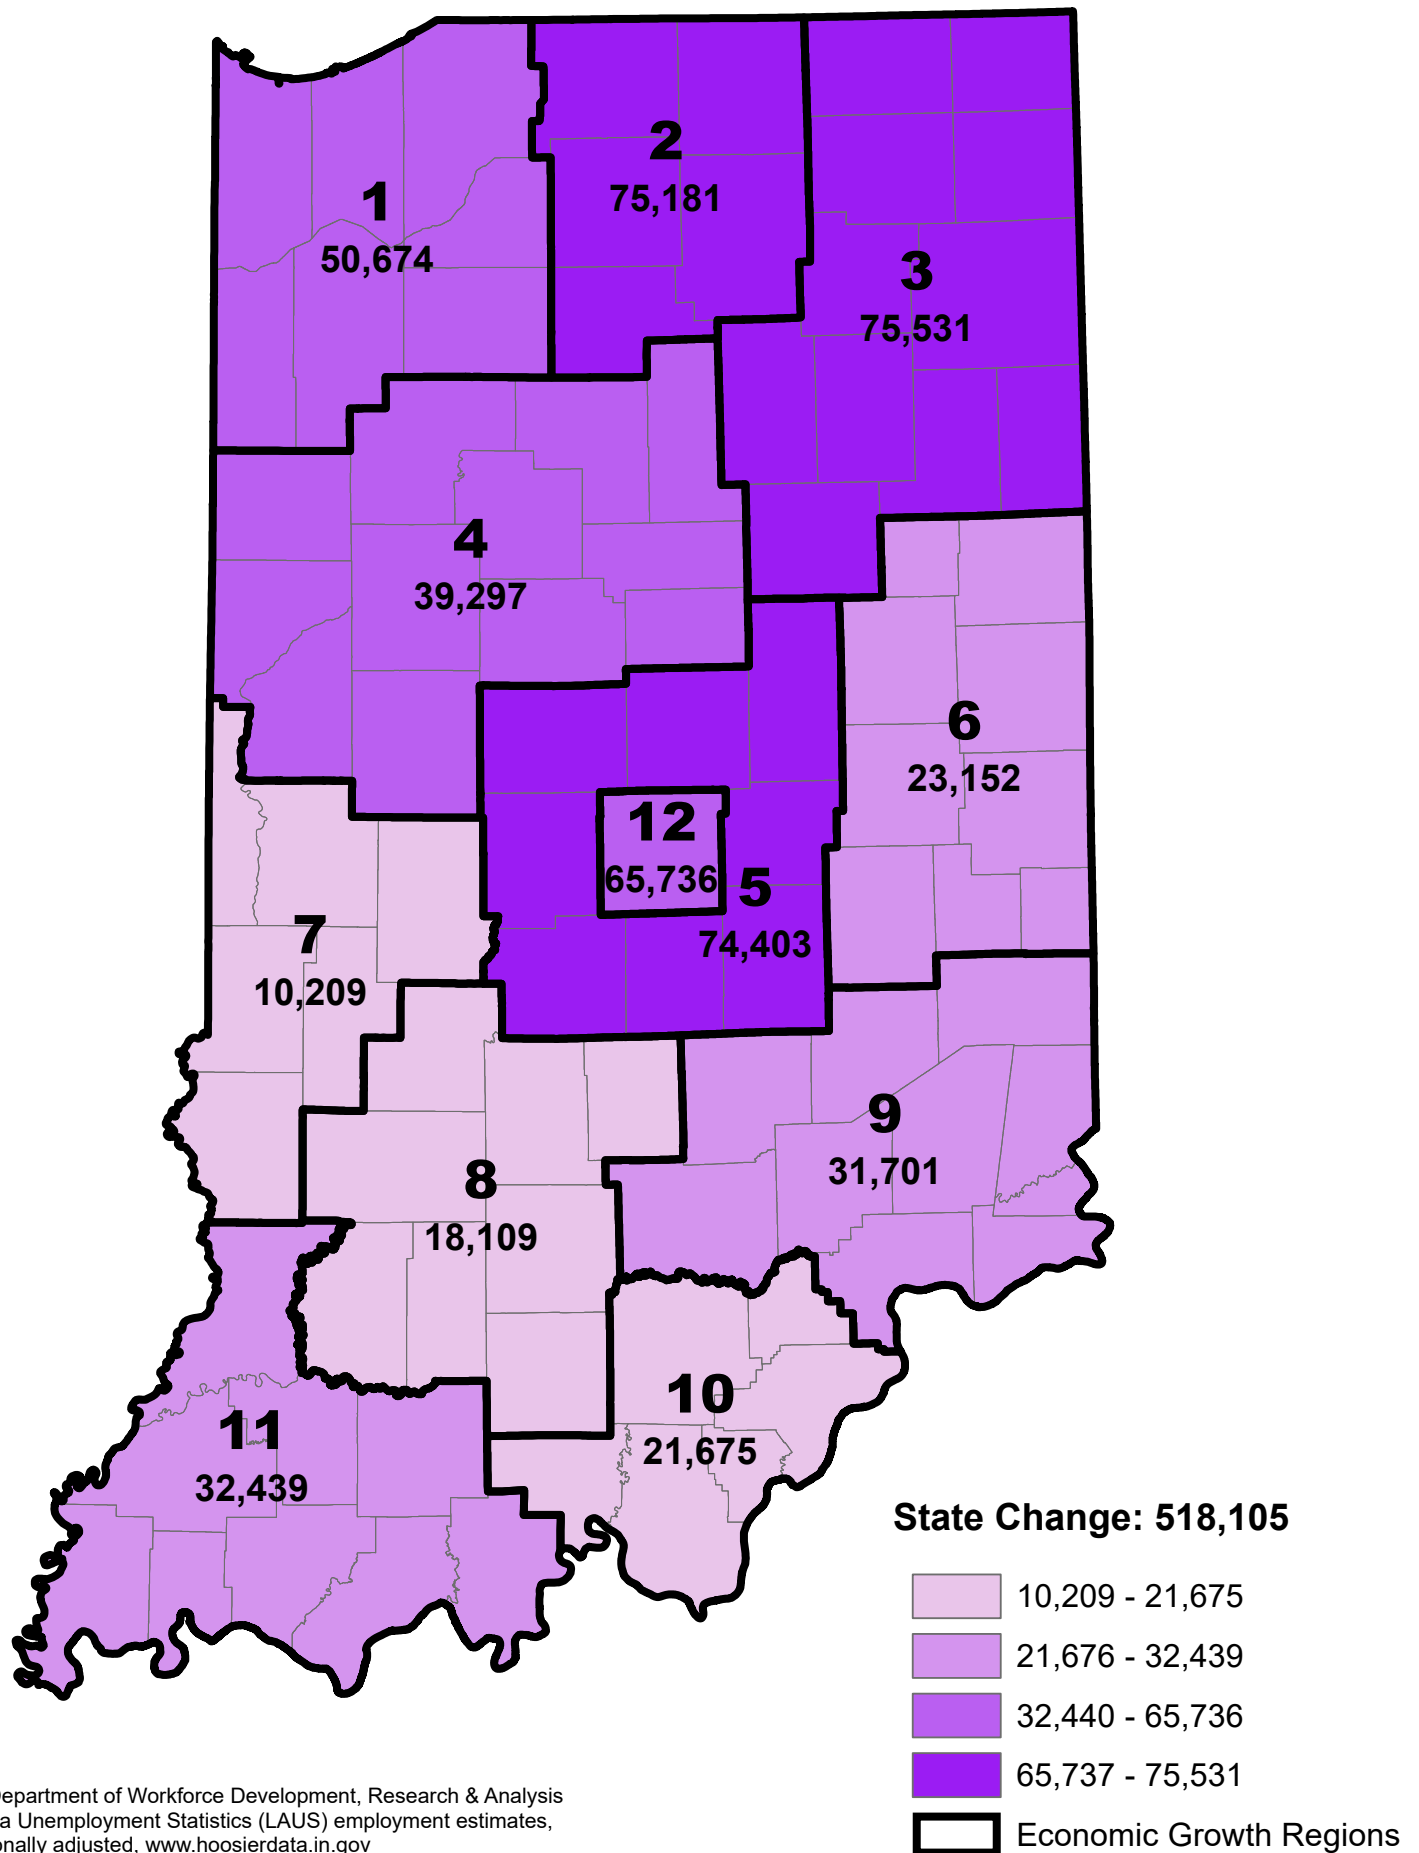 2
75,181
1
50,674
3
75,531
4
39,297
6
23,152
12
65,736
5
74,403
7
10,209
9
31,701
8
18,109
10
21,675
11
32,439
State Change: 518,105
10,209 - 21,675
21,676 - 32,439
32,440 - 65,736
65,737 - 75,531
Economic Growth Regions
Department of Workforce Development, Research & Analysis
a Unemployment Statistics (LAUS) employment estimates,
onally adjusted, www.hoosierdata.in.gov